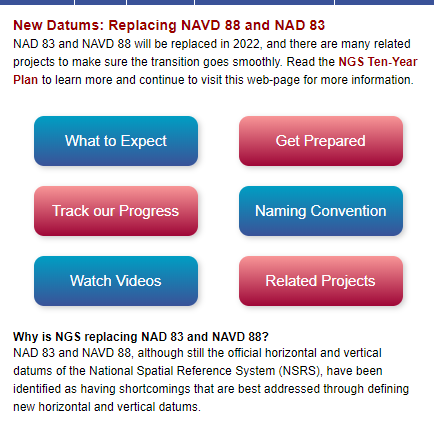 New Datums: Replacing NAVD 88 and NAD 83
NAD 83 and NAVD 88 will be replaced in 2022, and there are many related
projects to make sure the transition goes smoothly. Read the NGS Ten-Year
Plan to learn more and continue to visit this web-page for more information.
What to Expect
Get Prepared
Track our Progress
Naming Convention
Watch Videos
Related Projects
Why is NGS replacing NAD 83 and NAVD 88?
NAD 83 and NAVD 88, although still the official horizontal and vertical
datums of the National Spatial Reference System (NSRS), have been
identified as having shortcomings that are best addressed through defining
new horizontal and vertical datums.